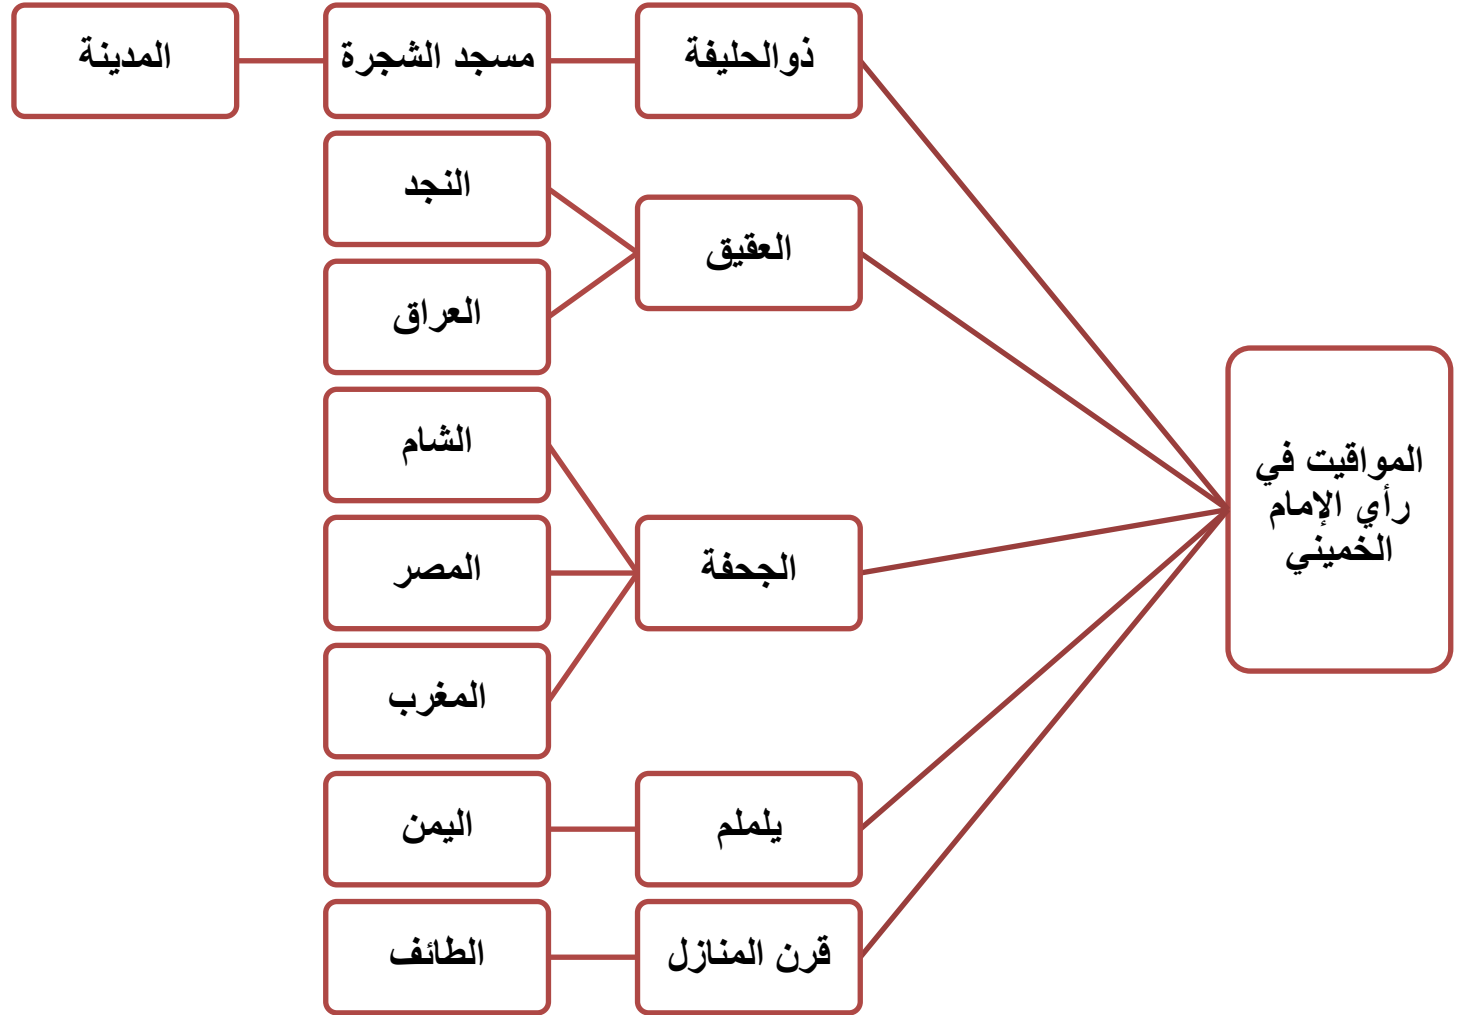 المواقيت في
رأي الإمام
الخميني
ذوالحليفة
مسجد الشجرة
المدينة
العقيق
النجد
العراق
الجحفة
الشام
المصر
المغرب
يلملم
اليمن
قرن المنازل
الطائف